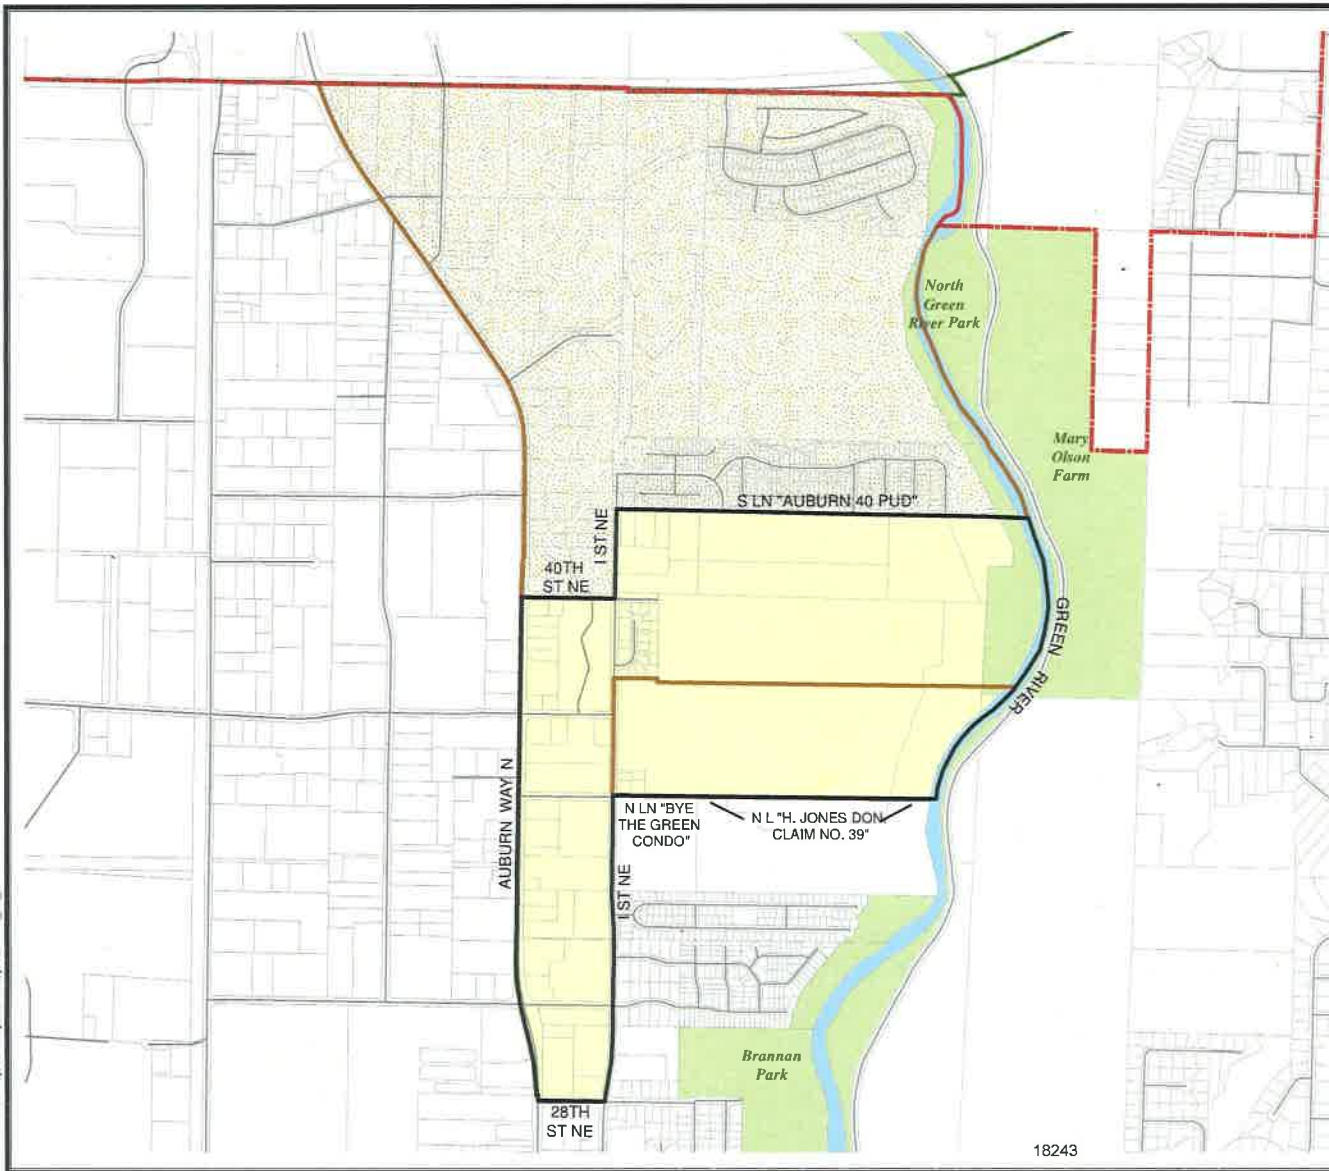 North
Green
River Park
Mary
Olson
Farm
S LN "AUBURN 40 PUD"
I ST NE
40TH
ST NE
GREEN RIVER
AUBURN WAY N
N LN "BYE
THE GREEN
CONDO"
N L "H. JONES DON
CLAIM NO. 39"
I ST NE
Brannan
Park
28TH
ST NE
18243